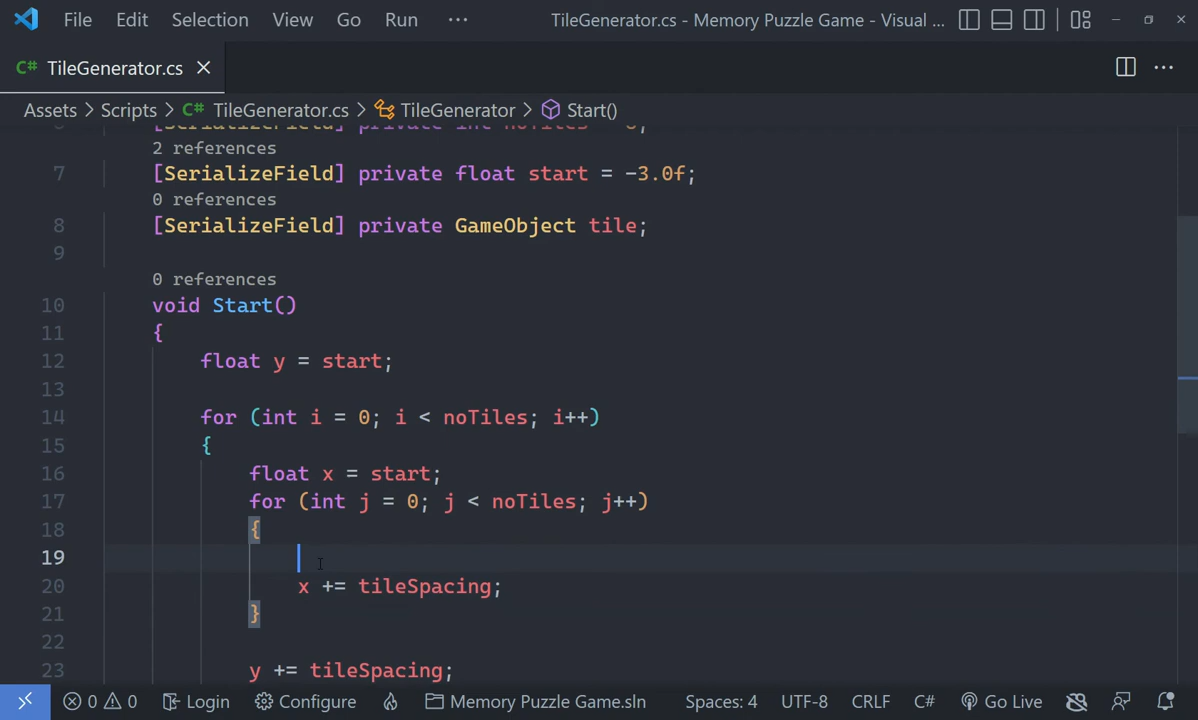 File Edit Selection View Go Run ··· TileGenerator.cs - Memory Puzzle Game - Visual ...
C# TileGenerator.cs
Assets > Scripts > C# TileGenerator.cs > TileGenerator > Start()
[SerializeField] private int noTiles
2 references
7 [SerializeField] private float start = -3.0f;
0 references
8 [SerializeField] private GameObject tile;
9
0 references
10 void Start()
11 {
12 float y = start;
13
14 for (int i = 0; i < noTiles; i++)
15 {
16 float x = start;
17 for (int j = 0; j < noTiles; j++)
18 {
19
20 x += tileSpacing;
21 }
22
23 y += tileSpacing;
0 0 Login Configure Memory Puzzle Game.sln Spaces: 4 UTF-8 CRLF C# Go Live